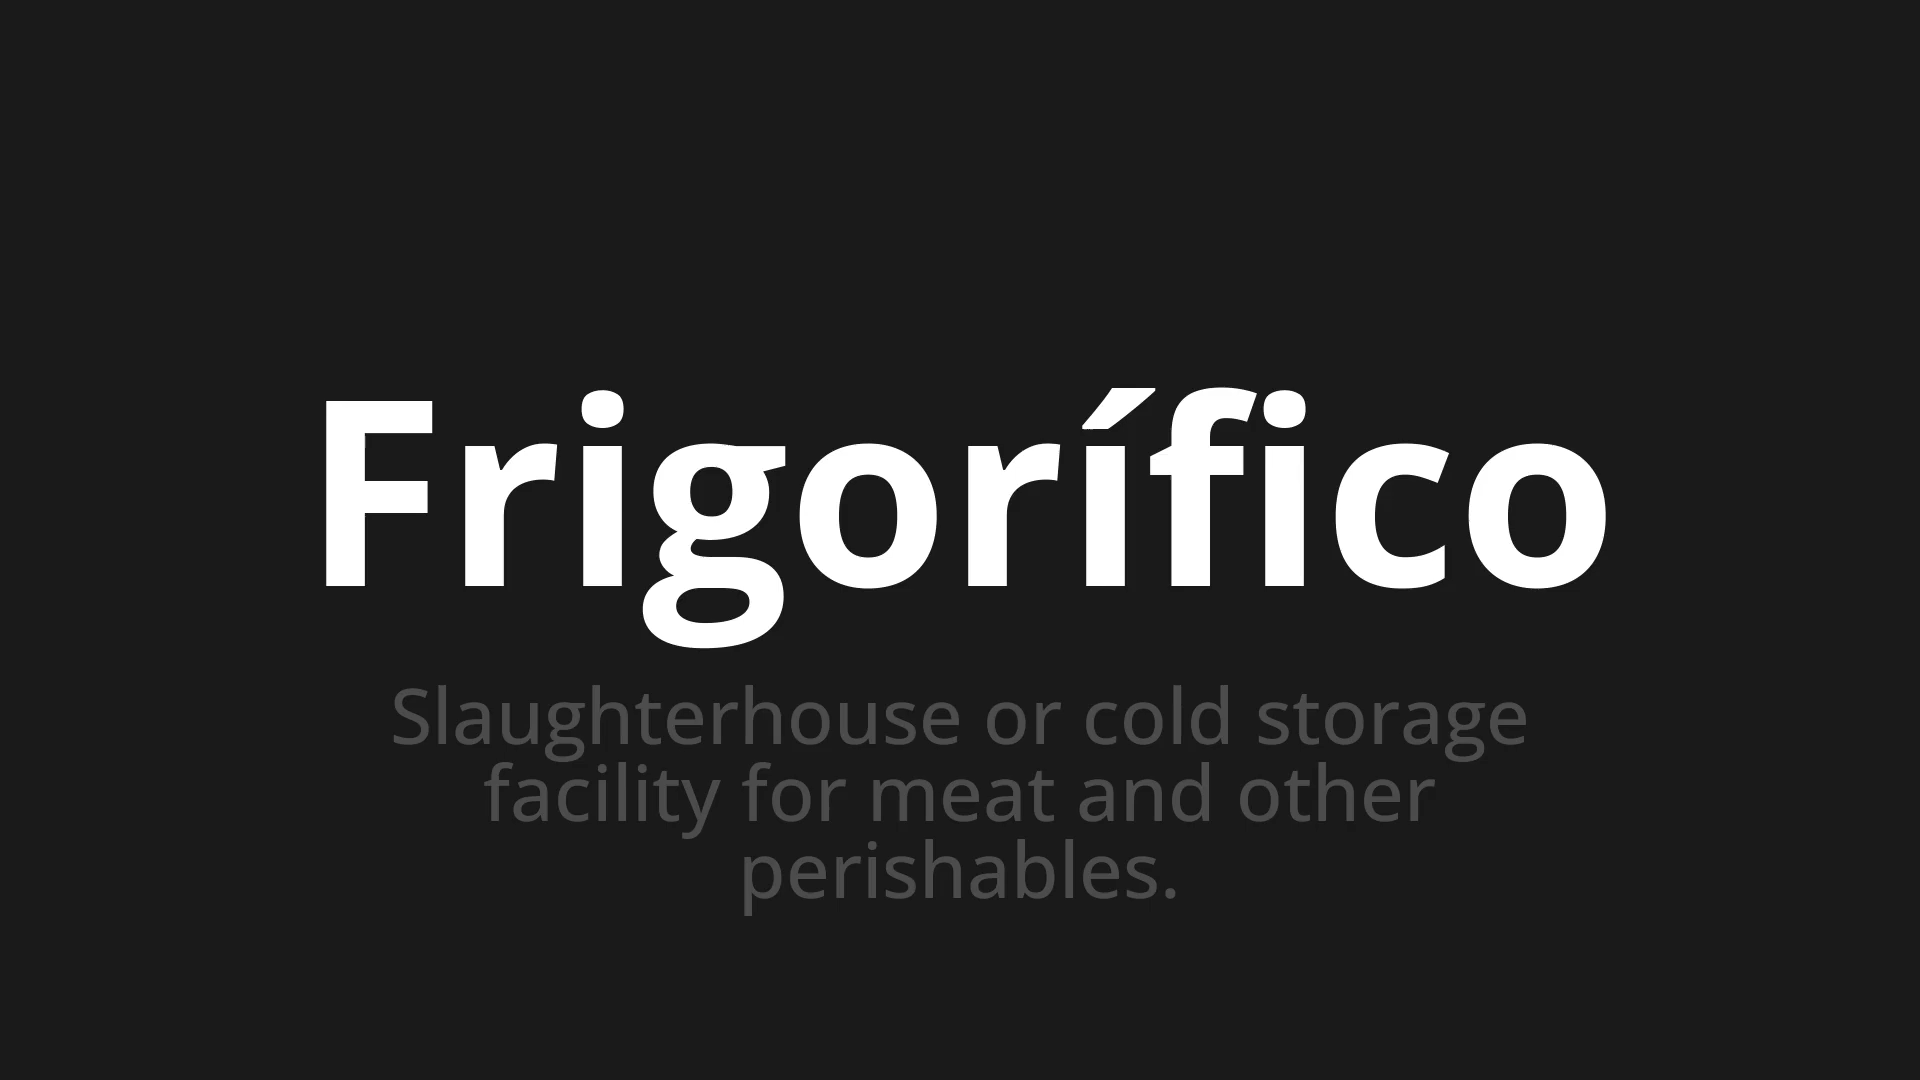 Frigorífico
Slaughterhouse or cold storage
facility for meat and other
perishables.